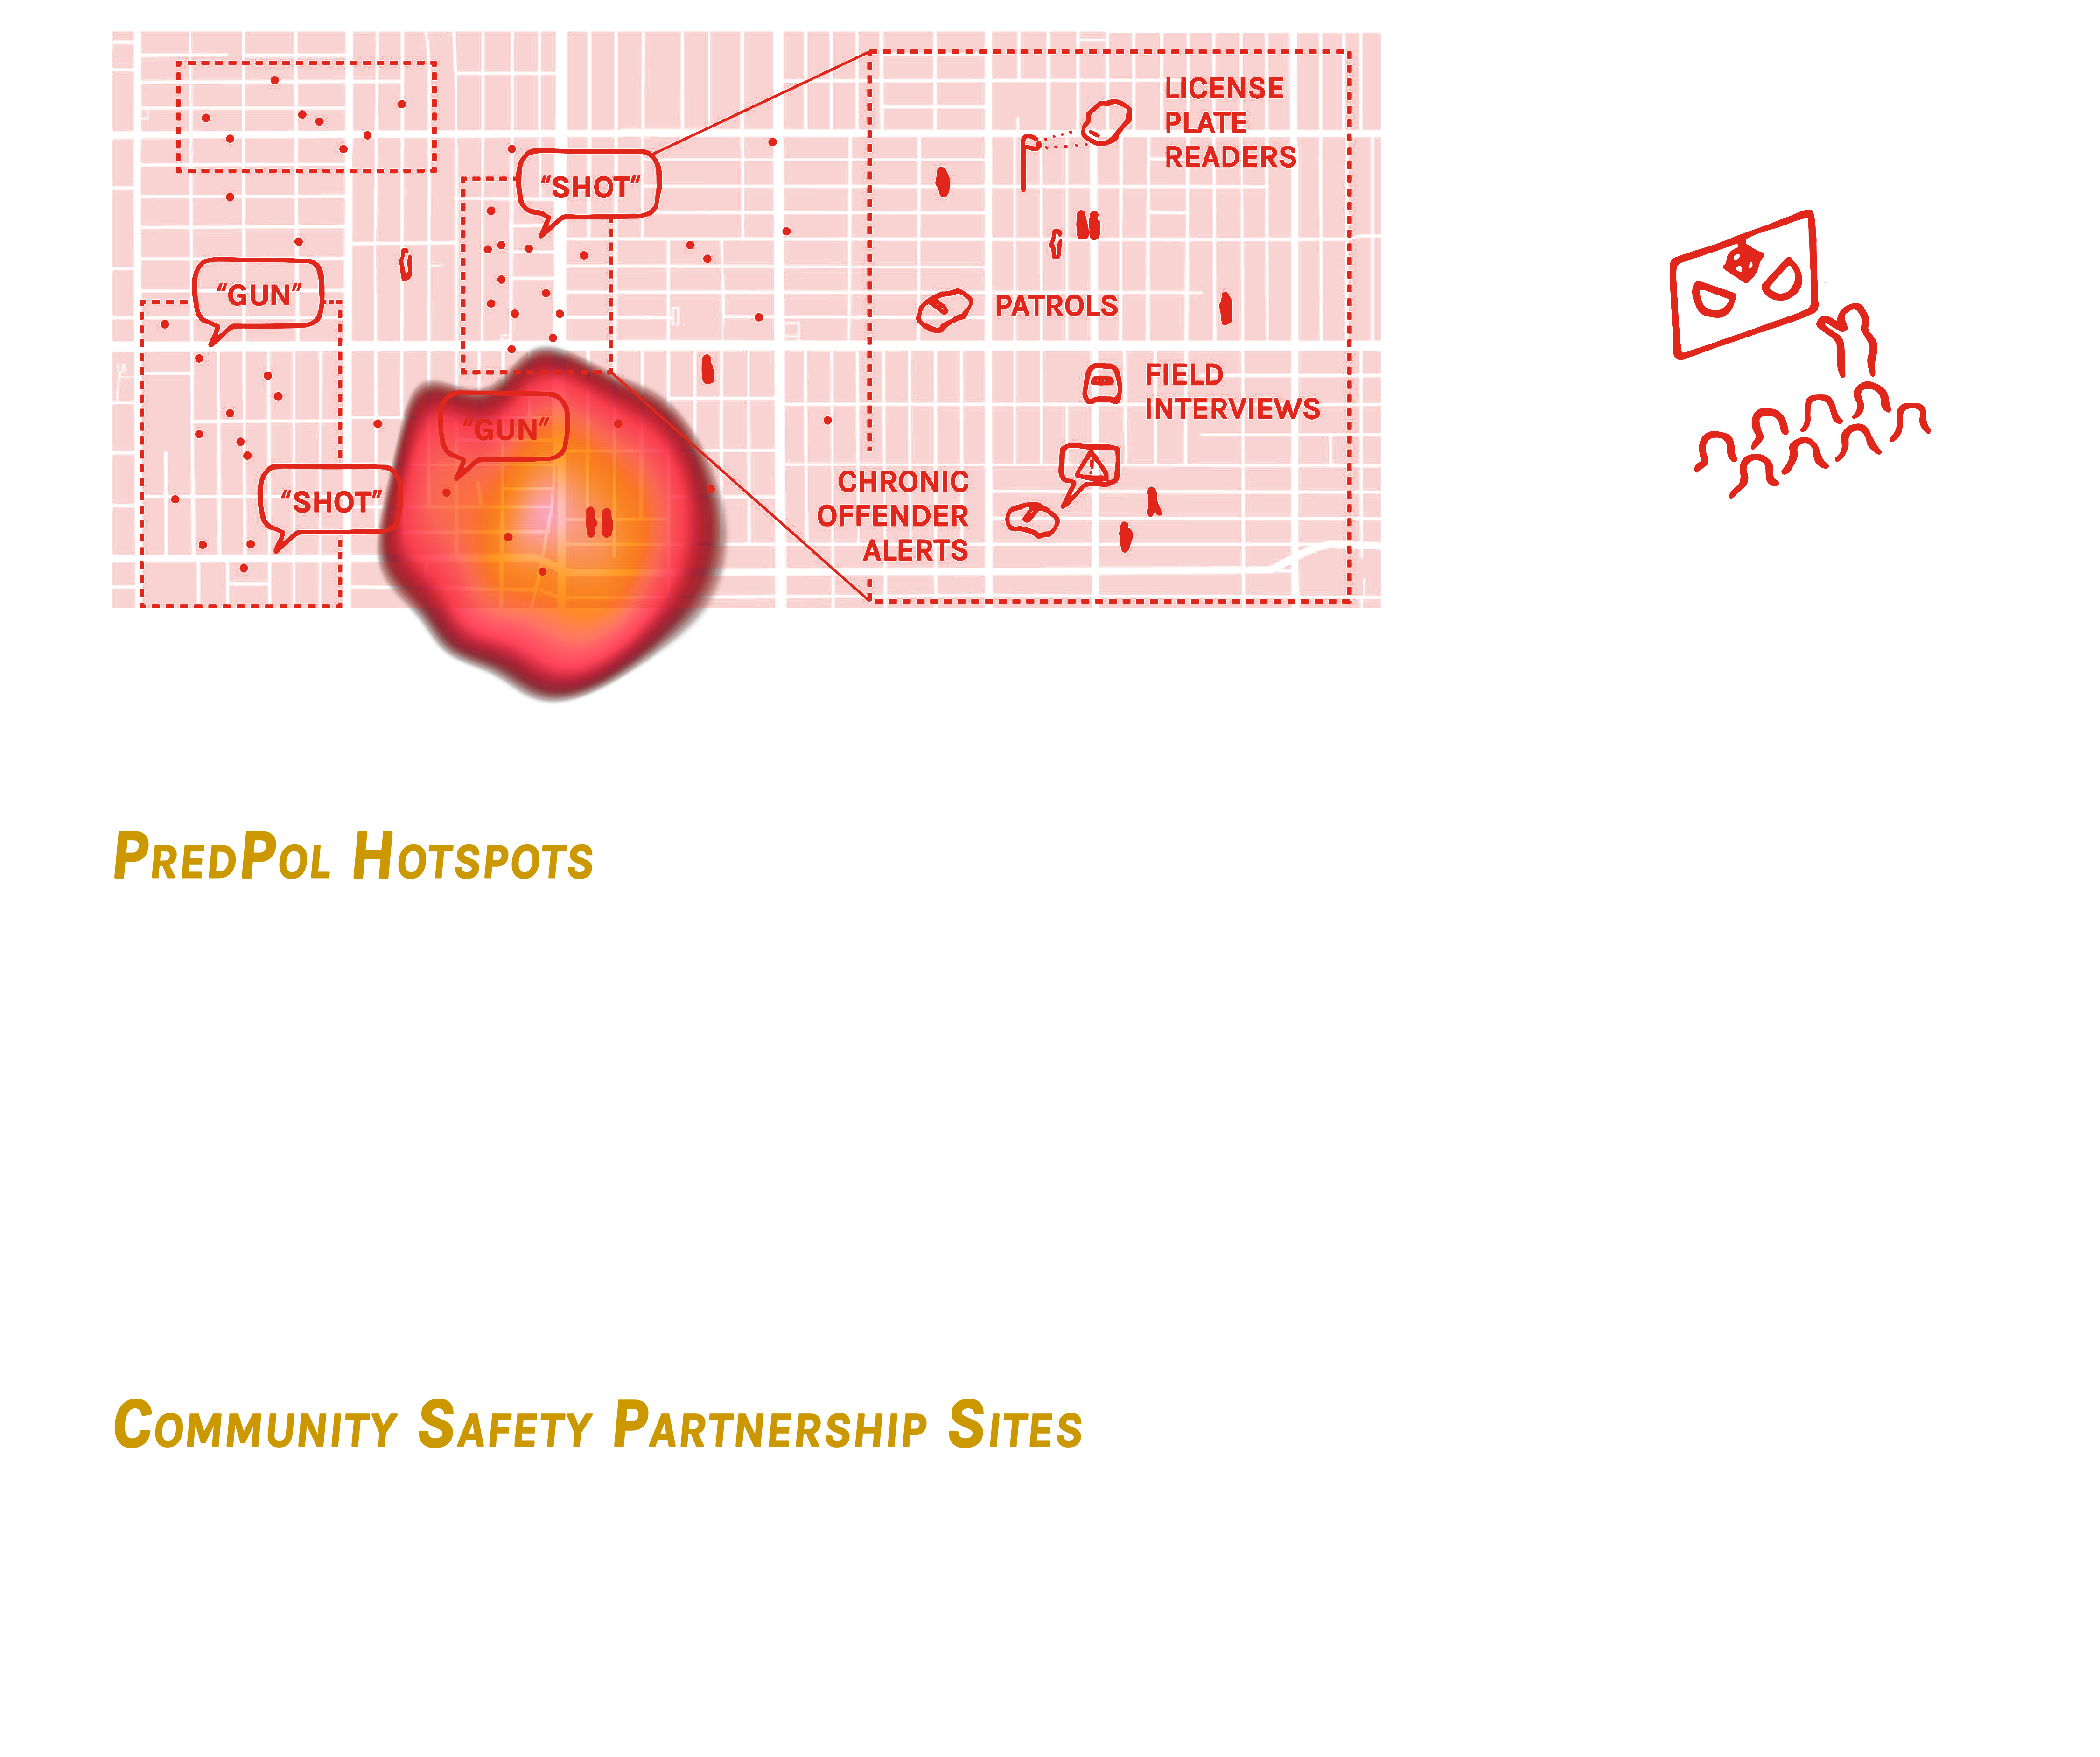 LICENSE
PLATE
READERS
“SHOT”
“GUN”
PATROLS
FIELD
INTERVIEWS
“GUN”
“SHOT”
CHRONIC
OFFENDER
ALERTS
PREDPOL HOTSPOTS
COMMUNITY SAFETY PARTNERSHIP SITES